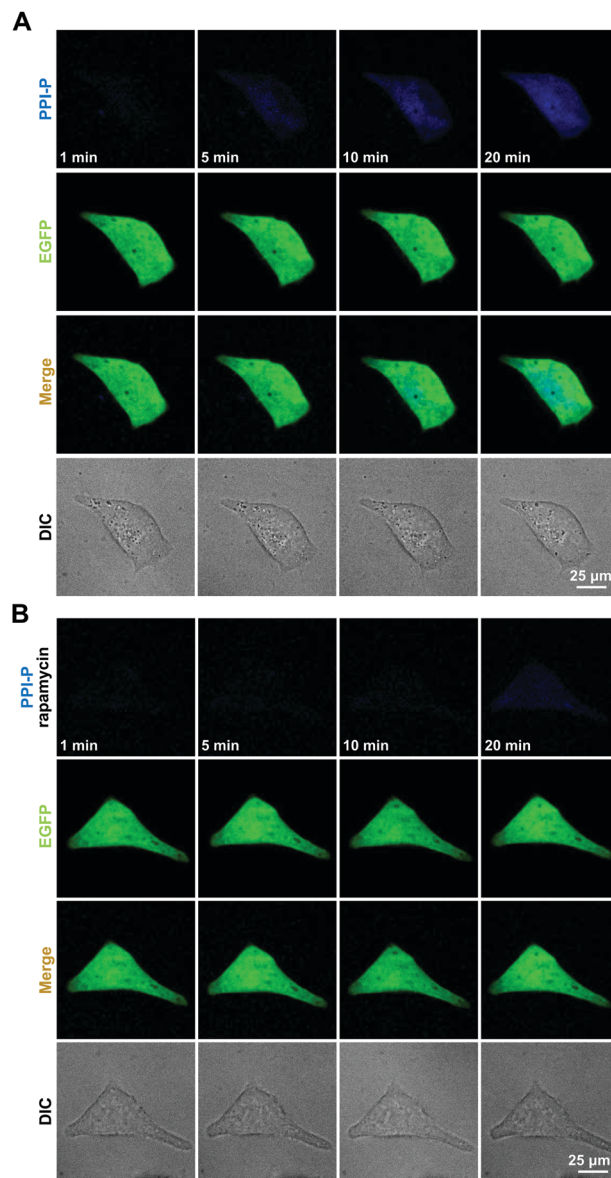 A
PPI-P
1 min
5 min
10 min
20 min
EGFP
Merge
DIC
25 µm
B
PPI-P
rapamycin
1 min
5 min
10 min
20 min
EGFP
Merge
DIC
25 µm